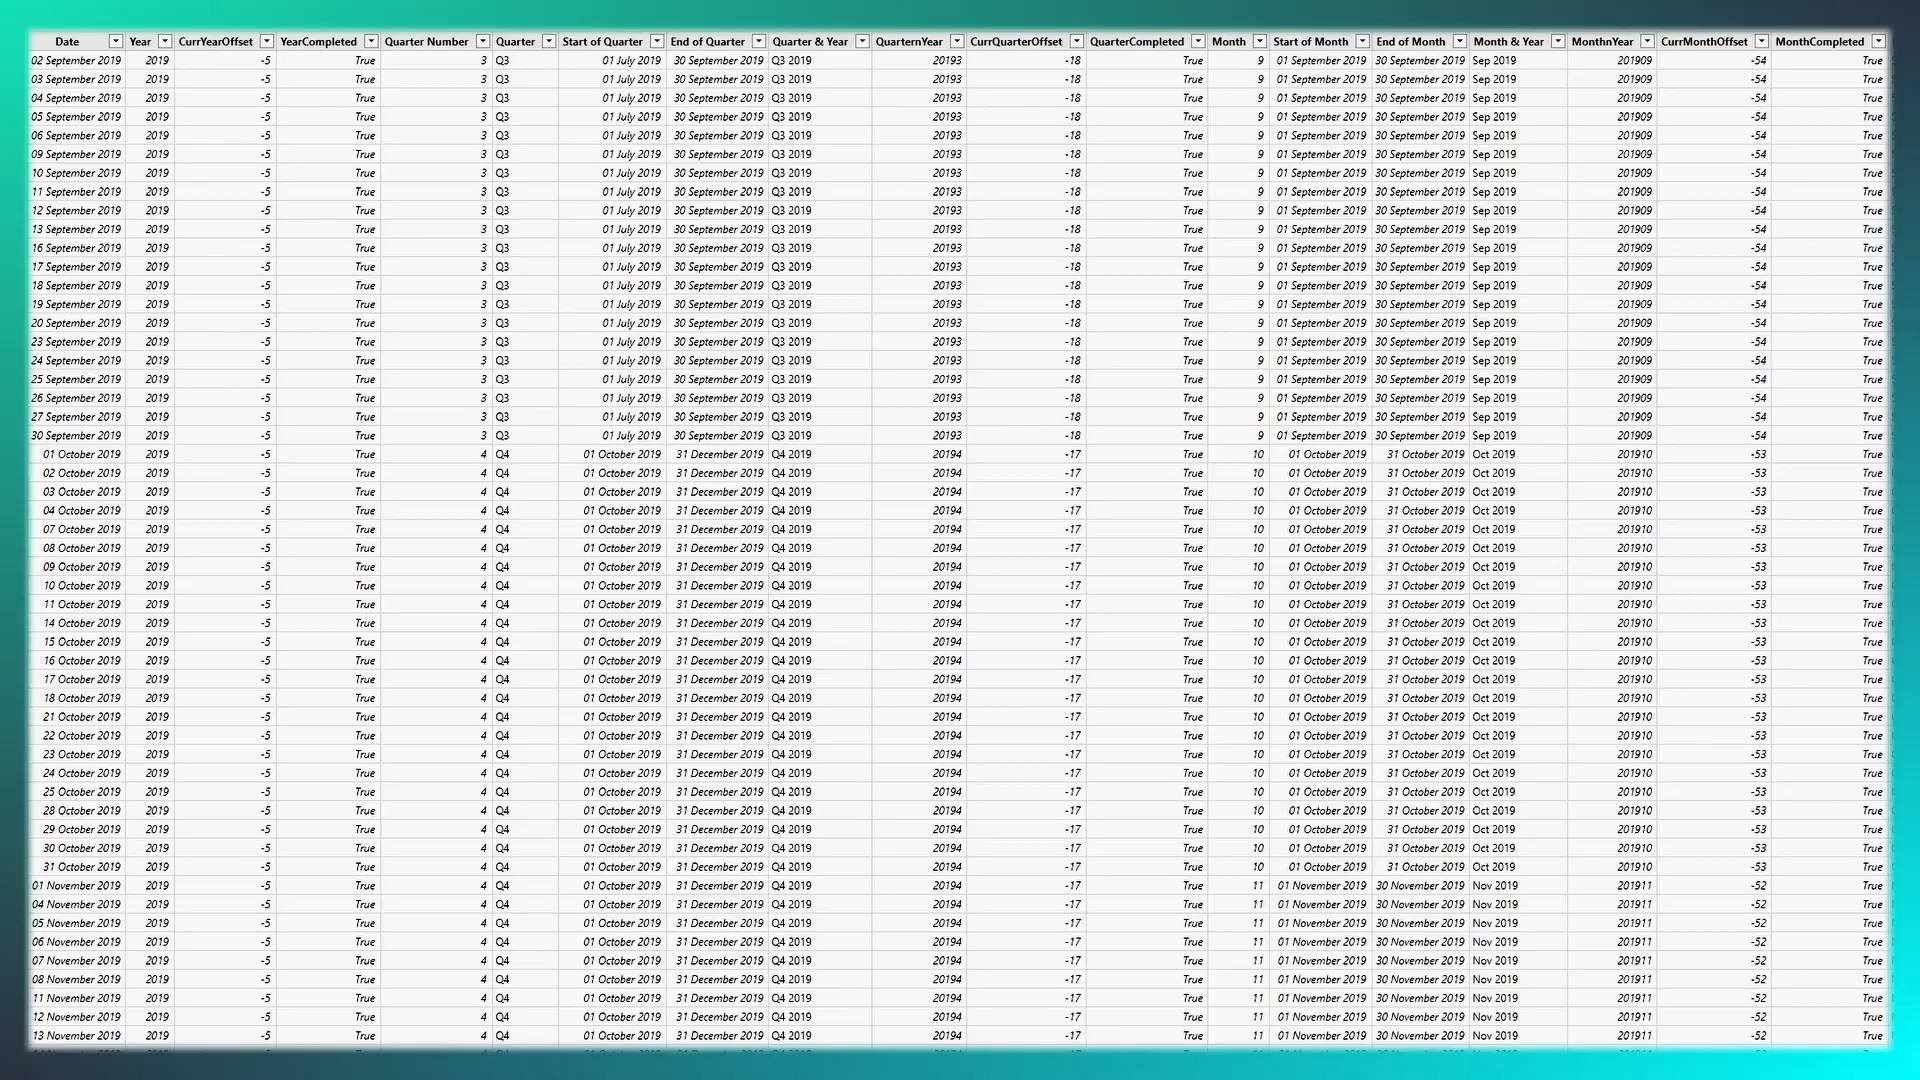 Date Year CurrYearOffset YearCompleted Quarter Number Quarter Start of Quarter End of Quarter Quarter & Year QuarternYear CurrQuarterOffset QuarterCompleted Month Start of Month End of Month Month & Year MonthnYear CurrMonthOffset MonthCompleted
02 September 2019 2019 -5 True 3 Q3 01 July 2019 30 September 2019 Q3 2019 20193 -18 True 9 01 September 2019 30 September 2019 Sep 2019 201909 -54 True
03 September 2019 2019 -5 True 3 Q3 01 July 2019 30 September 2019 Q3 2019 20193 -18 True 9 01 September 2019 30 September 2019 Sep 2019 201909 -54 True
04 September 2019 2019 -5 True 3 Q3 01 July 2019 30 September 2019 Q3 2019 20193 -18 True 9 01 September 2019 30 September 2019 Sep 2019 201909 -54 True
05 September 2019 2019 -5 True 3 Q3 01 July 2019 30 September 2019 Q3 2019 20193 -18 True 9 01 September 2019 30 September 2019 Sep 2019 201909 -54 True
06 September 2019 2019 -5 True 3 Q3 01 July 2019 30 September 2019 Q3 2019 20193 -18 True 9 01 September 2019 30 September 2019 Sep 2019 201909 -54 True
09 September 2019 2019 -5 True 3 Q3 01 July 2019 30 September 2019 Q3 2019 20193 -18 True 9 01 September 2019 30 September 2019 Sep 2019 201909 -54 True
10 September 2019 2019 -5 True 3 Q3 01 July 2019 30 September 2019 Q3 2019 20193 -18 True 9 01 September 2019 30 September 2019 Sep 2019 201909 -54 True
11 September 2019 2019 -5 True 3 Q3 01 July 2019 30 September 2019 Q3 2019 20193 -18 True 9 01 September 2019 30 September 2019 Sep 2019 201909 -54 True
12 September 2019 2019 -5 True 3 Q3 01 July 2019 30 September 2019 Q3 2019 20193 -18 True 9 01 September 2019 30 September 2019 Sep 2019 201909 -54 True
13 September 2019 2019 -5 True 3 Q3 01 July 2019 30 September 2019 Q3 2019 20193 -18 True 9 01 September 2019 30 September 2019 Sep 2019 201909 -54 True
16 September 2019 2019 -5 True 3 Q3 01 July 2019 30 September 2019 Q3 2019 20193 -18 True 9 01 September 2019 30 September 2019 Sep 2019 201909 -54 True
17 September 2019 2019 -5 True 3 Q3 01 July 2019 30 September 2019 Q3 2019 20193 -18 True 9 01 September 2019 30 September 2019 Sep 2019 201909 -54 True
18 September 2019 2019 -5 True 3 Q3 01 July 2019 30 September 2019 Q3 2019 20193 -18 True 9 01 September 2019 30 September 2019 Sep 2019 201909 -54 True
19 September 2019 2019 -5 True 3 Q3 01 July 2019 30 September 2019 Q3 2019 20193 -18 True 9 01 September 2019 30 September 2019 Sep 2019 201909 -54 True
20 September 2019 2019 -5 True 3 Q3 01 July 2019 30 September 2019 Q3 2019 20193 -18 True 9 01 September 2019 30 September 2019 Sep 2019 201909 -54 True
23 September 2019 2019 -5 True 3 Q3 01 July 2019 30 September 2019 Q3 2019 20193 -18 True 9 01 September 2019 30 September 2019 Sep 2019 201909 -54 True
24 September 2019 2019 -5 True 3 Q3 01 July 2019 30 September 2019 Q3 2019 20193 -18 True 9 01 September 2019 30 September 2019 Sep 2019 201909 -54 True
25 September 2019 2019 -5 True 3 Q3 01 July 2019 30 September 2019 Q3 2019 20193 -18 True 9 01 September 2019 30 September 2019 Sep 2019 201909 -54 True
26 September 2019 2019 -5 True 3 Q3 01 July 2019 30 September 2019 Q3 2019 20193 -18 True 9 01 September 2019 30 September 2019 Sep 2019 201909 -54 True
27 September 2019 2019 -5 True 3 Q3 01 July 2019 30 September 2019 Q3 2019 20193 -18 True 9 01 September 2019 30 September 2019 Sep 2019 201909 -54 True
30 September 2019 2019 -5 True 3 Q3 01 July 2019 30 September 2019 Q3 2019 20193 -18 True 9 01 September 2019 30 September 2019 Sep 2019 201909 -54 True
01 October 2019 2019 -5 True 4 Q4 01 October 2019 31 December 2019 Q4 2019 20194 -17 True 10 01 October 2019 31 October 2019 Oct 2019 201910 -53 True
02 October 2019 2019 -5 True 4 Q4 01 October 2019 31 December 2019 Q4 2019 20194 -17 True 10 01 October 2019 31 October 2019 Oct 2019 201910 -53 True
03 October 2019 2019 -5 True 4 Q4 01 October 2019 31 December 2019 Q4 2019 20194 -17 True 10 01 October 2019 31 October 2019 Oct 2019 201910 -53 True
04 October 2019 2019 -5 True 4 Q4 01 October 2019 31 December 2019 Q4 2019 20194 -17 True 10 01 October 2019 31 October 2019 Oct 2019 201910 -53 True
07 October 2019 2019 -5 True 4 Q4 01 October 2019 31 December 2019 Q4 2019 20194 -17 True 10 01 October 2019 31 October 2019 Oct 2019 201910 -53 True
08 October 2019 2019 -5 True 4 Q4 01 October 2019 31 December 2019 Q4 2019 20194 -17 True 10 01 October 2019 31 October 2019 Oct 2019 201910 -53 True
09 October 2019 2019 -5 True 4 Q4 01 October 2019 31 December 2019 Q4 2019 20194 -17 True 10 01 October 2019 31 October 2019 Oct 2019 201910 -53 True
10 October 2019 2019 -5 True 4 Q4 01 October 2019 31 December 2019 Q4 2019 20194 -17 True 10 01 October 2019 31 October 2019 Oct 2019 201910 -53 True
11 October 2019 2019 -5 True 4 Q4 01 October 2019 31 December 2019 Q4 2019 20194 -17 True 10 01 October 2019 31 October 2019 Oct 2019 201910 -53 True
14 October 2019 2019 -5 True 4 Q4 01 October 2019 31 December 2019 Q4 2019 20194 -17 True 10 01 October 2019 31 October 2019 Oct 2019 201910 -53 True
15 October 2019 2019 -5 True 4 Q4 01 October 2019 31 December 2019 Q4 2019 20194 -17 True 10 01 October 2019 31 October 2019 Oct 2019 201910 -53 True
16 October 2019 2019 -5 True 4 Q4 01 October 2019 31 December 2019 Q4 2019 20194 -17 True 10 01 October 2019 31 October 2019 Oct 2019 201910 -53 True
17 October 2019 2019 -5 True 4 Q4 01 October 2019 31 December 2019 Q4 2019 20194 -17 True 10 01 October 2019 31 October 2019 Oct 2019 201910 -53 True
18 October 2019 2019 -5 True 4 Q4 01 October 2019 31 December 2019 Q4 2019 20194 -17 True 10 01 October 2019 31 October 2019 Oct 2019 201910 -53 True
21 October 2019 2019 -5 True 4 Q4 01 October 2019 31 December 2019 Q4 2019 20194 -17 True 10 01 October 2019 31 October 2019 Oct 2019 201910 -53 True
22 October 2019 2019 -5 True 4 Q4 01 October 2019 31 December 2019 Q4 2019 20194 -17 True 10 01 October 2019 31 October 2019 Oct 2019 201910 -53 True
23 October 2019 2019 -5 True 4 Q4 01 October 2019 31 December 2019 Q4 2019 20194 -17 True 10 01 October 2019 31 October 2019 Oct 2019 201910 -53 True
24 October 2019 2019 -5 True 4 Q4 01 October 2019 31 December 2019 Q4 2019 20194 -17 True 10 01 October 2019 31 October 2019 Oct 2019 201910 -53 True
25 October 2019 2019 -5 True 4 Q4 01 October 2019 31 December 2019 Q4 2019 20194 -17 True 10 01 October 2019 31 October 2019 Oct 2019 201910 -53 True
28 October 2019 2019 -5 True 4 Q4 01 October 2019 31 December 2019 Q4 2019 20194 -17 True 10 01 October 2019 31 October 2019 Oct 2019 201910 -53 True
29 October 2019 2019 -5 True 4 Q4 01 October 2019 31 December 2019 Q4 2019 20194 -17 True 10 01 October 2019 31 October 2019 Oct 2019 201910 -53 True
30 October 2019 2019 -5 True 4 Q4 01 October 2019 31 December 2019 Q4 2019 20194 -17 True 10 01 October 2019 31 October 2019 Oct 2019 201910 -53 True
31 October 2019 2019 -5 True 4 Q4 01 October 2019 31 December 2019 Q4 2019 20194 -17 True 10 01 October 2019 31 October 2019 Oct 2019 201910 -53 True
01 November 2019 2019 -5 True 4 Q4 01 October 2019 31 December 2019 Q4 2019 20194 -17 True 11 01 November 2019 30 November 2019 Nov 2019 201911 -52 True
04 November 2019 2019 -5 True 4 Q4 01 October 2019 31 December 2019 Q4 2019 20194 -17 True 11 01 November 2019 30 November 2019 Nov 2019 201911 -52 True
05 November 2019 2019 -5 True 4 Q4 01 October 2019 31 December 2019 Q4 2019 20194 -17 True 11 01 November 2019 30 November 2019 Nov 2019 201911 -52 True
06 November 2019 2019 -5 True 4 Q4 01 October 2019 31 December 2019 Q4 2019 20194 -17 True 11 01 November 2019 30 November 2019 Nov 2019 201911 -52 True
07 November 2019 2019 -5 True 4 Q4 01 October 2019 31 December 2019 Q4 2019 20194 -17 True 11 01 November 2019 30 November 2019 Nov 2019 201911 -52 True
08 November 2019 2019 -5 True 4 Q4 01 October 2019 31 December 2019 Q4 2019 20194 -17 True 11 01 November 2019 30 November 2019 Nov 2019 201911 -52 True
11 November 2019 2019 -5 True 4 Q4 01 October 2019 31 December 2019 Q4 2019 20194 -17 True 11 01 November 2019 30 November 2019 Nov 2019 201911 -52 True
12 November 2019 2019 -5 True 4 Q4 01 October 2019 31 December 2019 Q4 2019 20194 -17 True 11 01 November 2019 30 November 2019 Nov 2019 201911 -52 True
13 November 2019 2019 -5 True 4 Q4 01 October 2019 31 December 2019 Q4 2019 20194 -17 True 11 01 November 2019 30 November 2019 Nov 2019 201911 -52 True